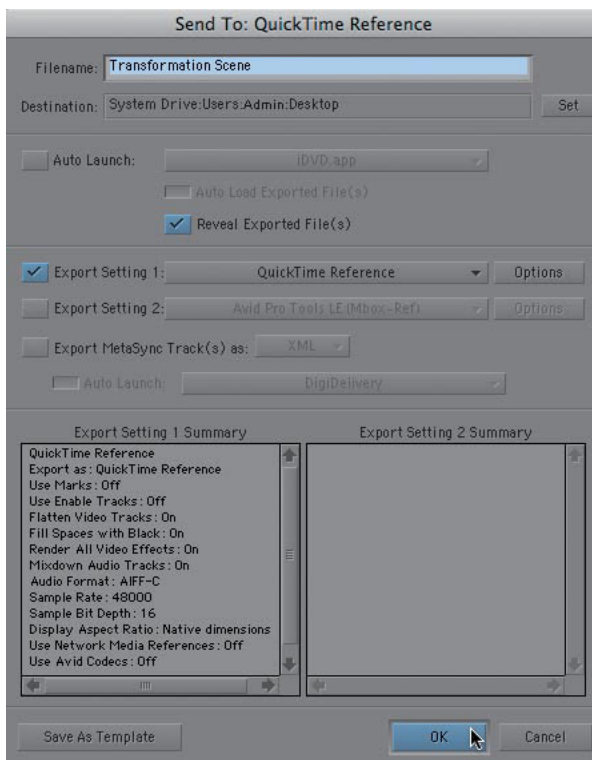 Send To: QuickTime Reference
Filename: Transformation Scene
Destination: System Drive:Users:Admin:Desktop Set
Auto Launch: iDVD.app
Auto Load Exported File(s)
Reveal Exported File(s)
Export Setting 1: QuickTime Reference Options
Export Setting 2: Avid Pro Tools LE (Mbox-Ref) Options
Export MetaSync Track(s) as: XML
Auto Launch: DigiDelivery
Export Setting 1 Summary
QuickTime Reference
Export as: QuickTime Reference
Use Marks: Off
Use Enable Tracks: Off
Flatten Video Tracks: On
Fill Spaces with Black: On
Render All Video Effects: On
Mixdown Audio Tracks: On
Audio Format: AIFF-C
Sample Rate: 48000
Sample Bit Depth: 16
Display Aspect Ratio: Native dimensions
Use Network Media References: Off
Use Avid Codecs: Off
Export Setting 2 Summary
Save As Template OK Cancel